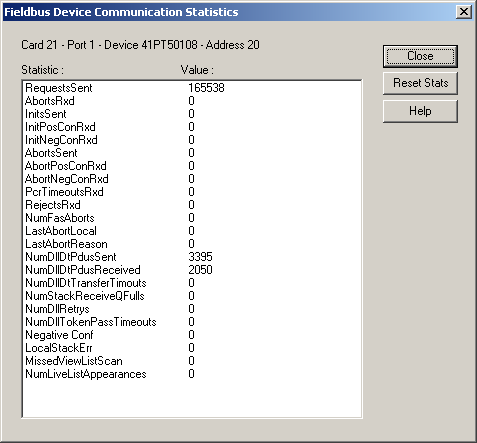 Fieldbus Device Communication Statistics
Card 21 - Port 1 - Device 41PT50108 - Address 20
Close
Statistic : Value :
Reset Stats
Help
RequestsSent 165538
AbortsRxd 0
InitsSent 0
InitPosConRxd 0
InitNegConRxd 0
AbortsSent 0
AbortPosConRxd 0
AbortNegConRxd 0
PcrTimeoutsRxd 0
RejectsRxd 0
NumFasAborts 0
LastAbortLocal 0
LastAbortReason 0
NumDllDtPdusSent 3395
NumDllDtPdusReceived 2050
NumDllDtTransferTimouts 0
NumStackReceiveQFulls 0
NumDllRetrys 0
NumDllTokenPassTimeouts 0
Negative Conf 0
LocalStackErr 0
MissedViewListScan 0
NumLiveListAppearances 0